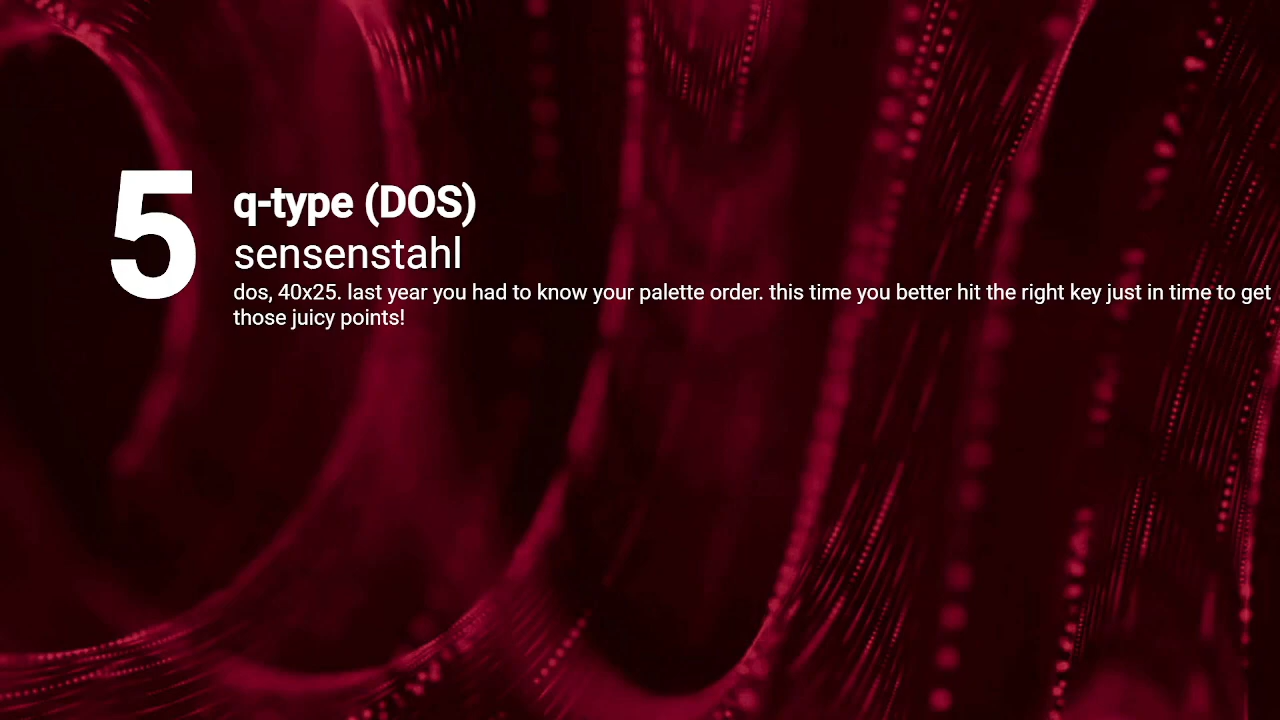 5
q-type (DOS)
sensenstahl
dos, 40x25. last year you had to know your palette order. this time you better hit the right key just in time to get
those juicy points!